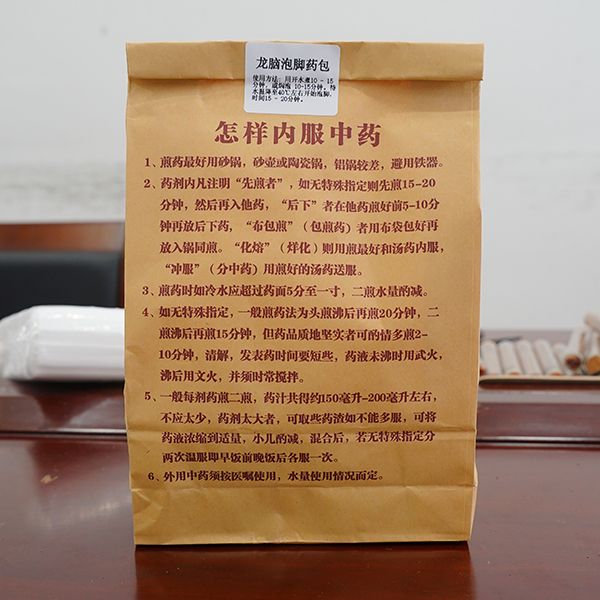 龙脑泡脚药包
使用方法：用开水煮10 - 15
分钟，或焖泡 10-15分钟。待
水温降至40℃左右开始泡脚,
时间15 - 20分钟。
怎样内服中药
1、煎药最好用砂锅，砂壶或陶瓷锅，铝锅较差，避用铁器。
2、药剂内凡注明“先煎者”，如无特殊指定则先煎15-20
分钟，然后再入他药，“后下”者在他药煎好前5-10分
钟再放后下药，“布包煎”（包煎药）者用布袋包好再
放入锅同煎。“化熔”（烊化）则用煎最好和汤药内服，
“冲服”（分中药）用煎好的汤药送服。
3、煎药时如冷水应超过药面5分至一寸，二煎水量酌减。
4、如无特殊指定，一般煎药法为头煎沸后再煎20分钟，二
煎沸后再煎15分钟，但药品质地坚实者可酌情多煎2-
10分钟，清解，发表药时间要短些，药液未沸时用武火，
沸后用文火，并须时常搅拌。
5、一般每剂药煎二煎，药汁共得约150毫升-200毫升左右，
不应太少，药剂太大者，可取些药渣如不能多服，可将
药液浓缩到适量，小儿酌减，混合后，若无特殊指定分
两次温服即早饭前晚饭后各服一次。
6、外用中药须按医嘱使用，水量使用情况而定。